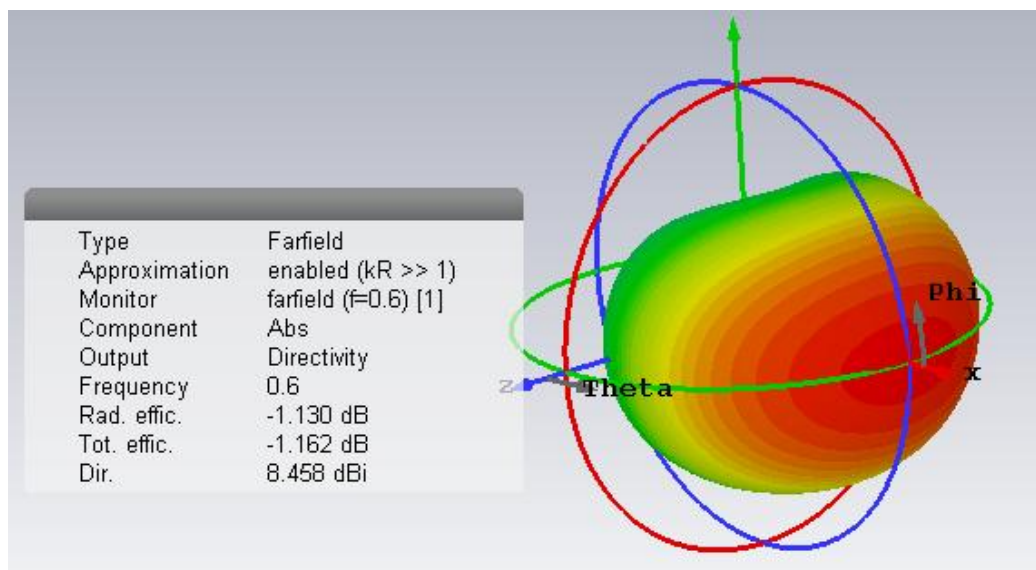 Type Farfield
Approximation enabled (kR >> 1)
Monitor farfield (f=0.6) [1]
Component Abs
Output Directivity
Frequency 0.6
Rad. effic. -1.130 dB
Tot. effic. -1.162 dB
Dir. 8.458 dBi
Phi
x
z
Theta